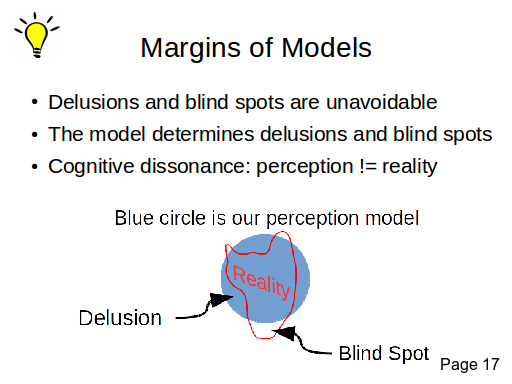 Margins of Models
• Delusions and blind spots are unavoidable
• The model determines delusions and blind spots
• Cognitive dissonance: perception != reality
Blue circle is our perception model
Reality
Delusion
Blind Spot
Page 17